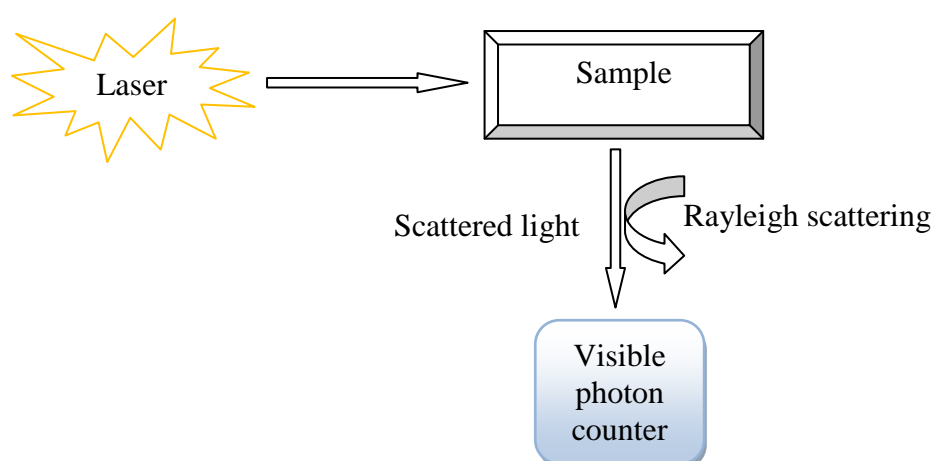 Laser
Sample
Scattered light
Rayleigh scattering
Visible
photon
counter